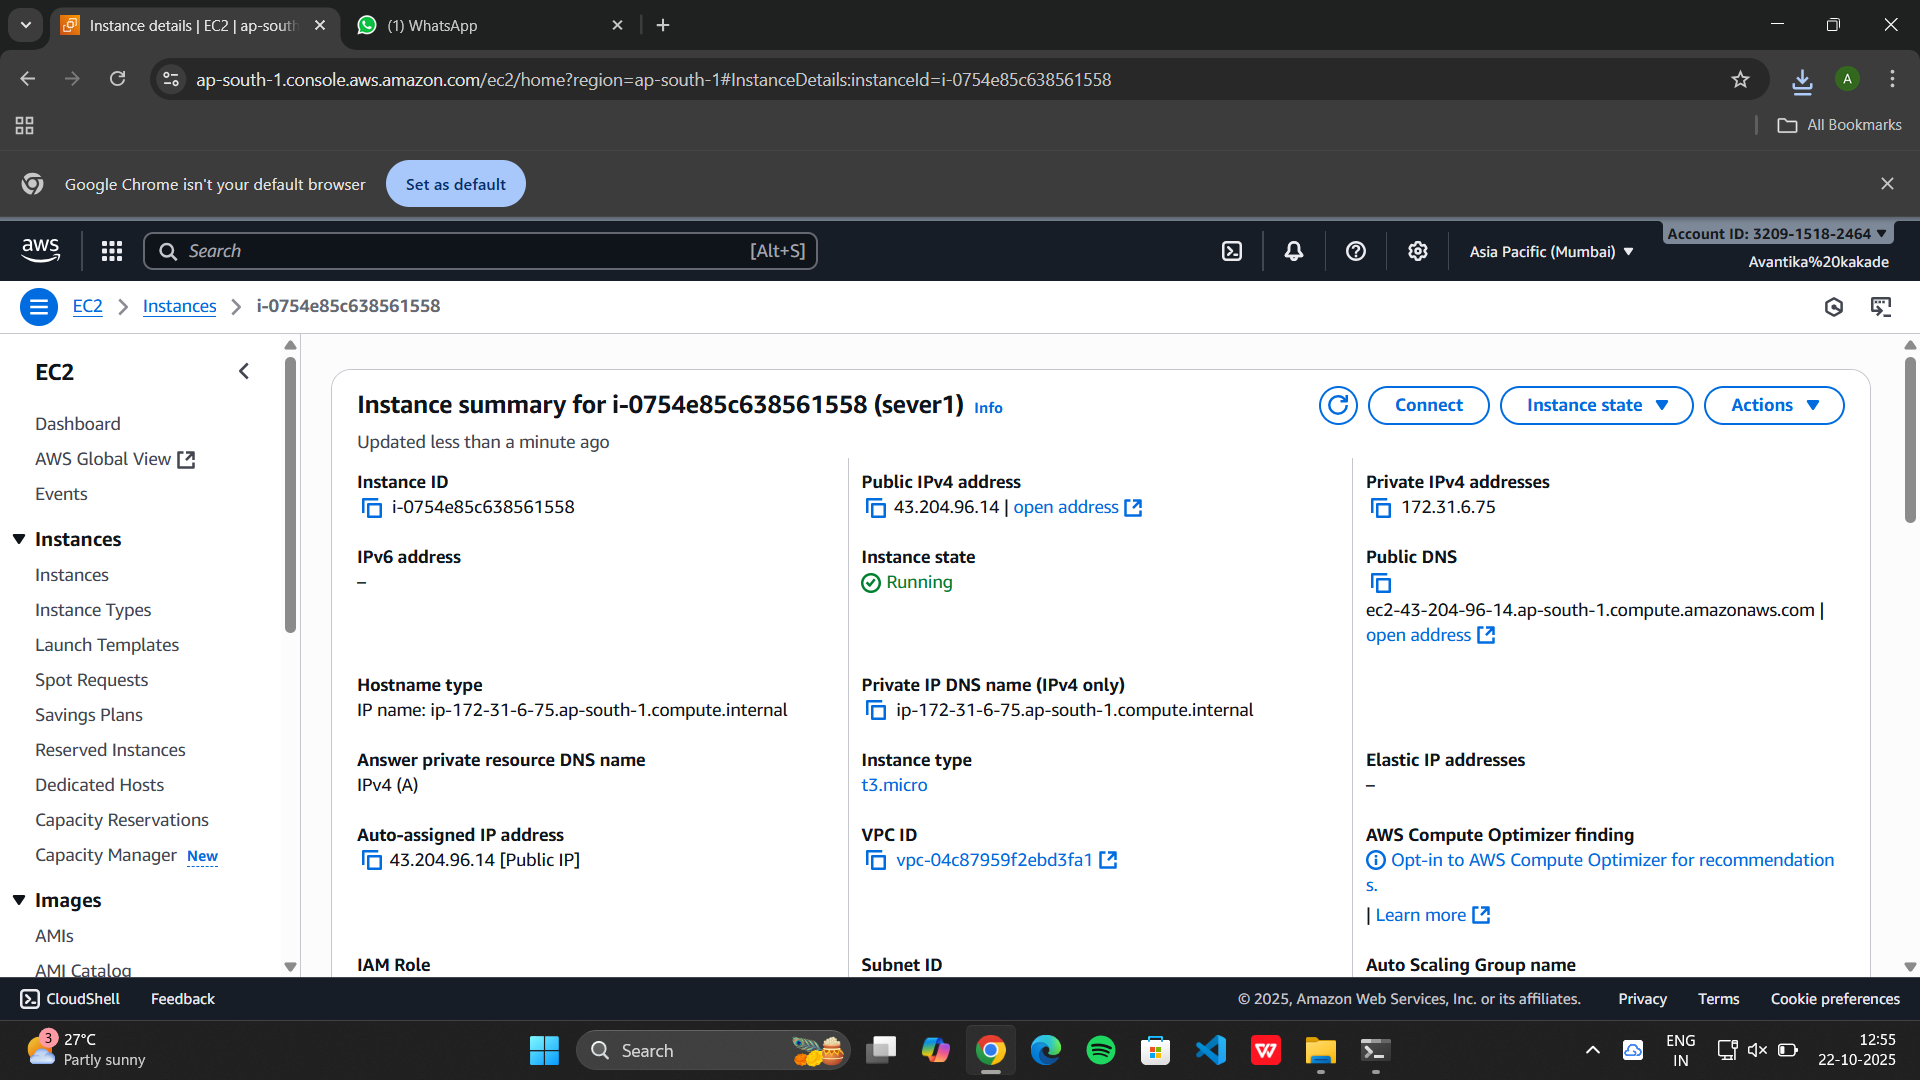 Instance details | EC2 | ap-south
(1) WhatsApp
ap-south-1.console.aws.amazon.com/ec2/home?region=ap-south-1#InstanceDetails:instanceId=i-0754e85c638561558
A
All Bookmarks
Google Chrome isn't your default browser
Set as default
aws
Search
[Alt+S]
Asia Pacific (Mumbai)
Account ID: 3209-1518-2464
Avantika%20kakade
EC2
Instances
i-0754e85c638561558
EC2
Dashboard
AWS Global View
Events
Instances
Instances
Instance Types
Launch Templates
Spot Requests
Savings Plans
Reserved Instances
Dedicated Hosts
Capacity Reservations
Capacity Manager New
Images
AMIs
AMI Catalog
Instance summary for i-0754e85c638561558 (sever1) Info
Updated less than a minute ago
Connect
Instance state
Actions
Instance ID
i-0754e85c638561558
Public IPv4 address
43.204.96.14 | open address
Private IPv4 addresses
172.31.6.75
IPv6 address
–
Instance state
Running
Public DNS
ec2-43-204-96-14.ap-south-1.compute.amazonaws.com |
open address
Hostname type
IP name: ip-172-31-6-75.ap-south-1.compute.internal
Private IP DNS name (IPv4 only)
ip-172-31-6-75.ap-south-1.compute.internal
Answer private resource DNS name
IPv4 (A)
Instance type
t3.micro
Elastic IP addresses
–
Auto-assigned IP address
43.204.96.14 [Public IP]
VPC ID
vpc-04c87959f2ebd3fa1
AWS Compute Optimizer finding
Opt-in to AWS Compute Optimizer for recommendation
s.
| Learn more
IAM Role
Subnet ID
Auto Scaling Group name
CloudShell
Feedback
© 2025, Amazon Web Services, Inc. or its affiliates.
Privacy
Terms
Cookie preferences
3
27°C
Partly sunny
Search
W
ENG
IN
12:55
22-10-2025